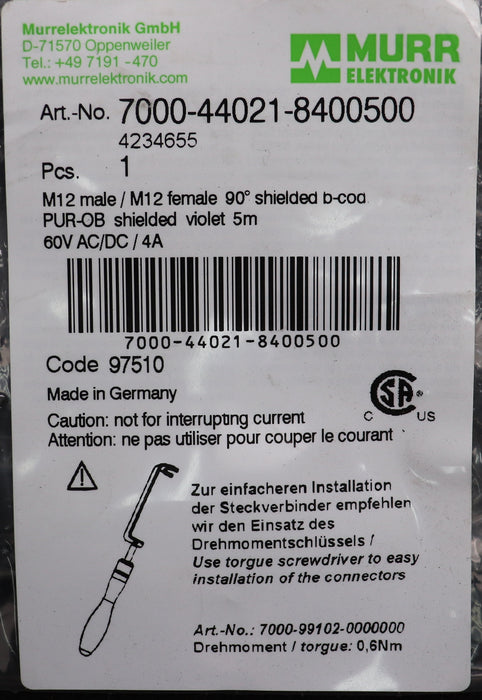 Murrelektronik GmbH
D-71570 Oppenweiler
Tel.: +49 7191 -470
www.murrelektronik.com
MURR
ELEKTRONIK
Art.-No. 7000-44021-8400500
4234655
Pcs. 1
M12 male / M12 female 90° shielded b-cod
PUR-OB shielded violet 5m
60V AC/DC / 4A
7000-44021-8400500
Code 97510
Made in Germany
CSA®
C US
Caution: not for interrupting current
Attention: ne pas utiliser pour couper le courant
Zur einfacheren Installation
der Steckverbinder empfehlen
wir den Einsatz des
Drehmomentschlüssels /
Use torgue screwdriver to easy
installation of the connectors
Art.-No.: 7000-99102-0000000
Drehmoment / torgue: 0,6Nm